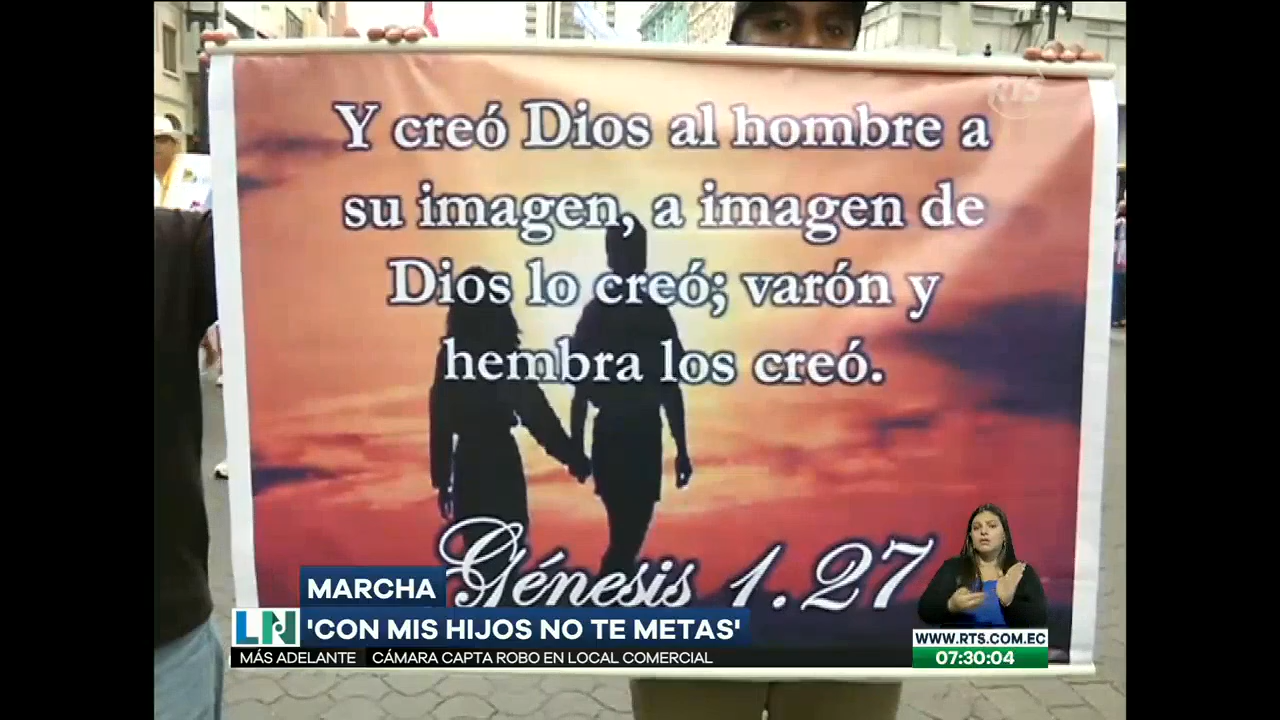 RTS
Y creó Dios al hombre a
su imagen, a imagen de
Dios lo creó; varón y
hembra los creó.
Génesis 1.27
MARCHA
LN
'CON MIS HIJOS NO TE METAS'
MÁS ADELANTE CÁMARA CAPTA ROBO EN LOCAL COMERCIAL
WWW.RTS.COM.EC
07:30:04